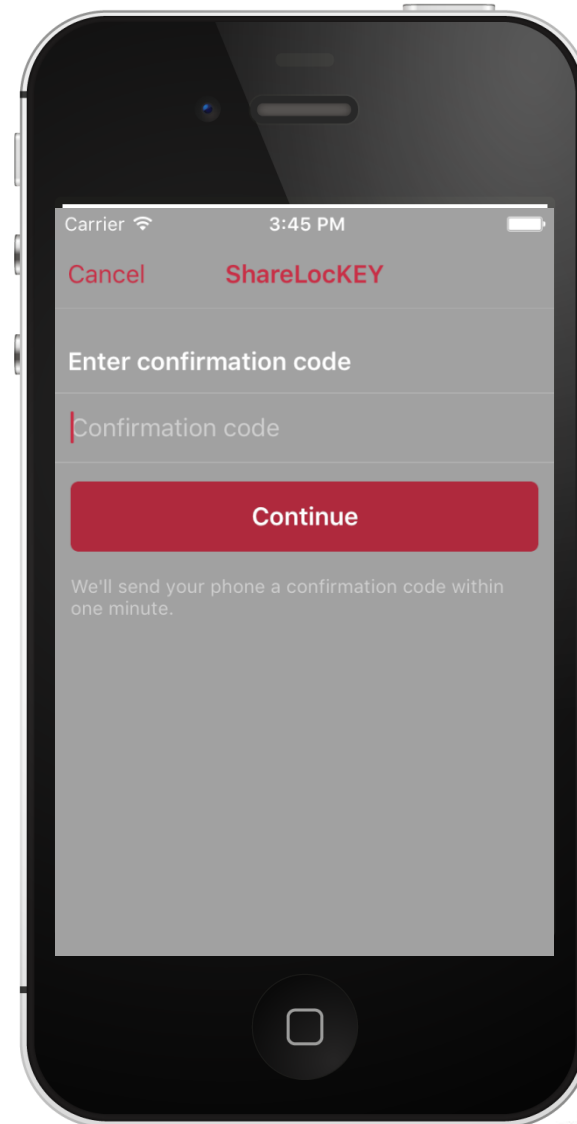 Carrier 3:45 PM
Cancel ShareLocKEY
Enter confirmation code
Confirmation code
Continue
We'll send your phone a confirmation code within
one minute.